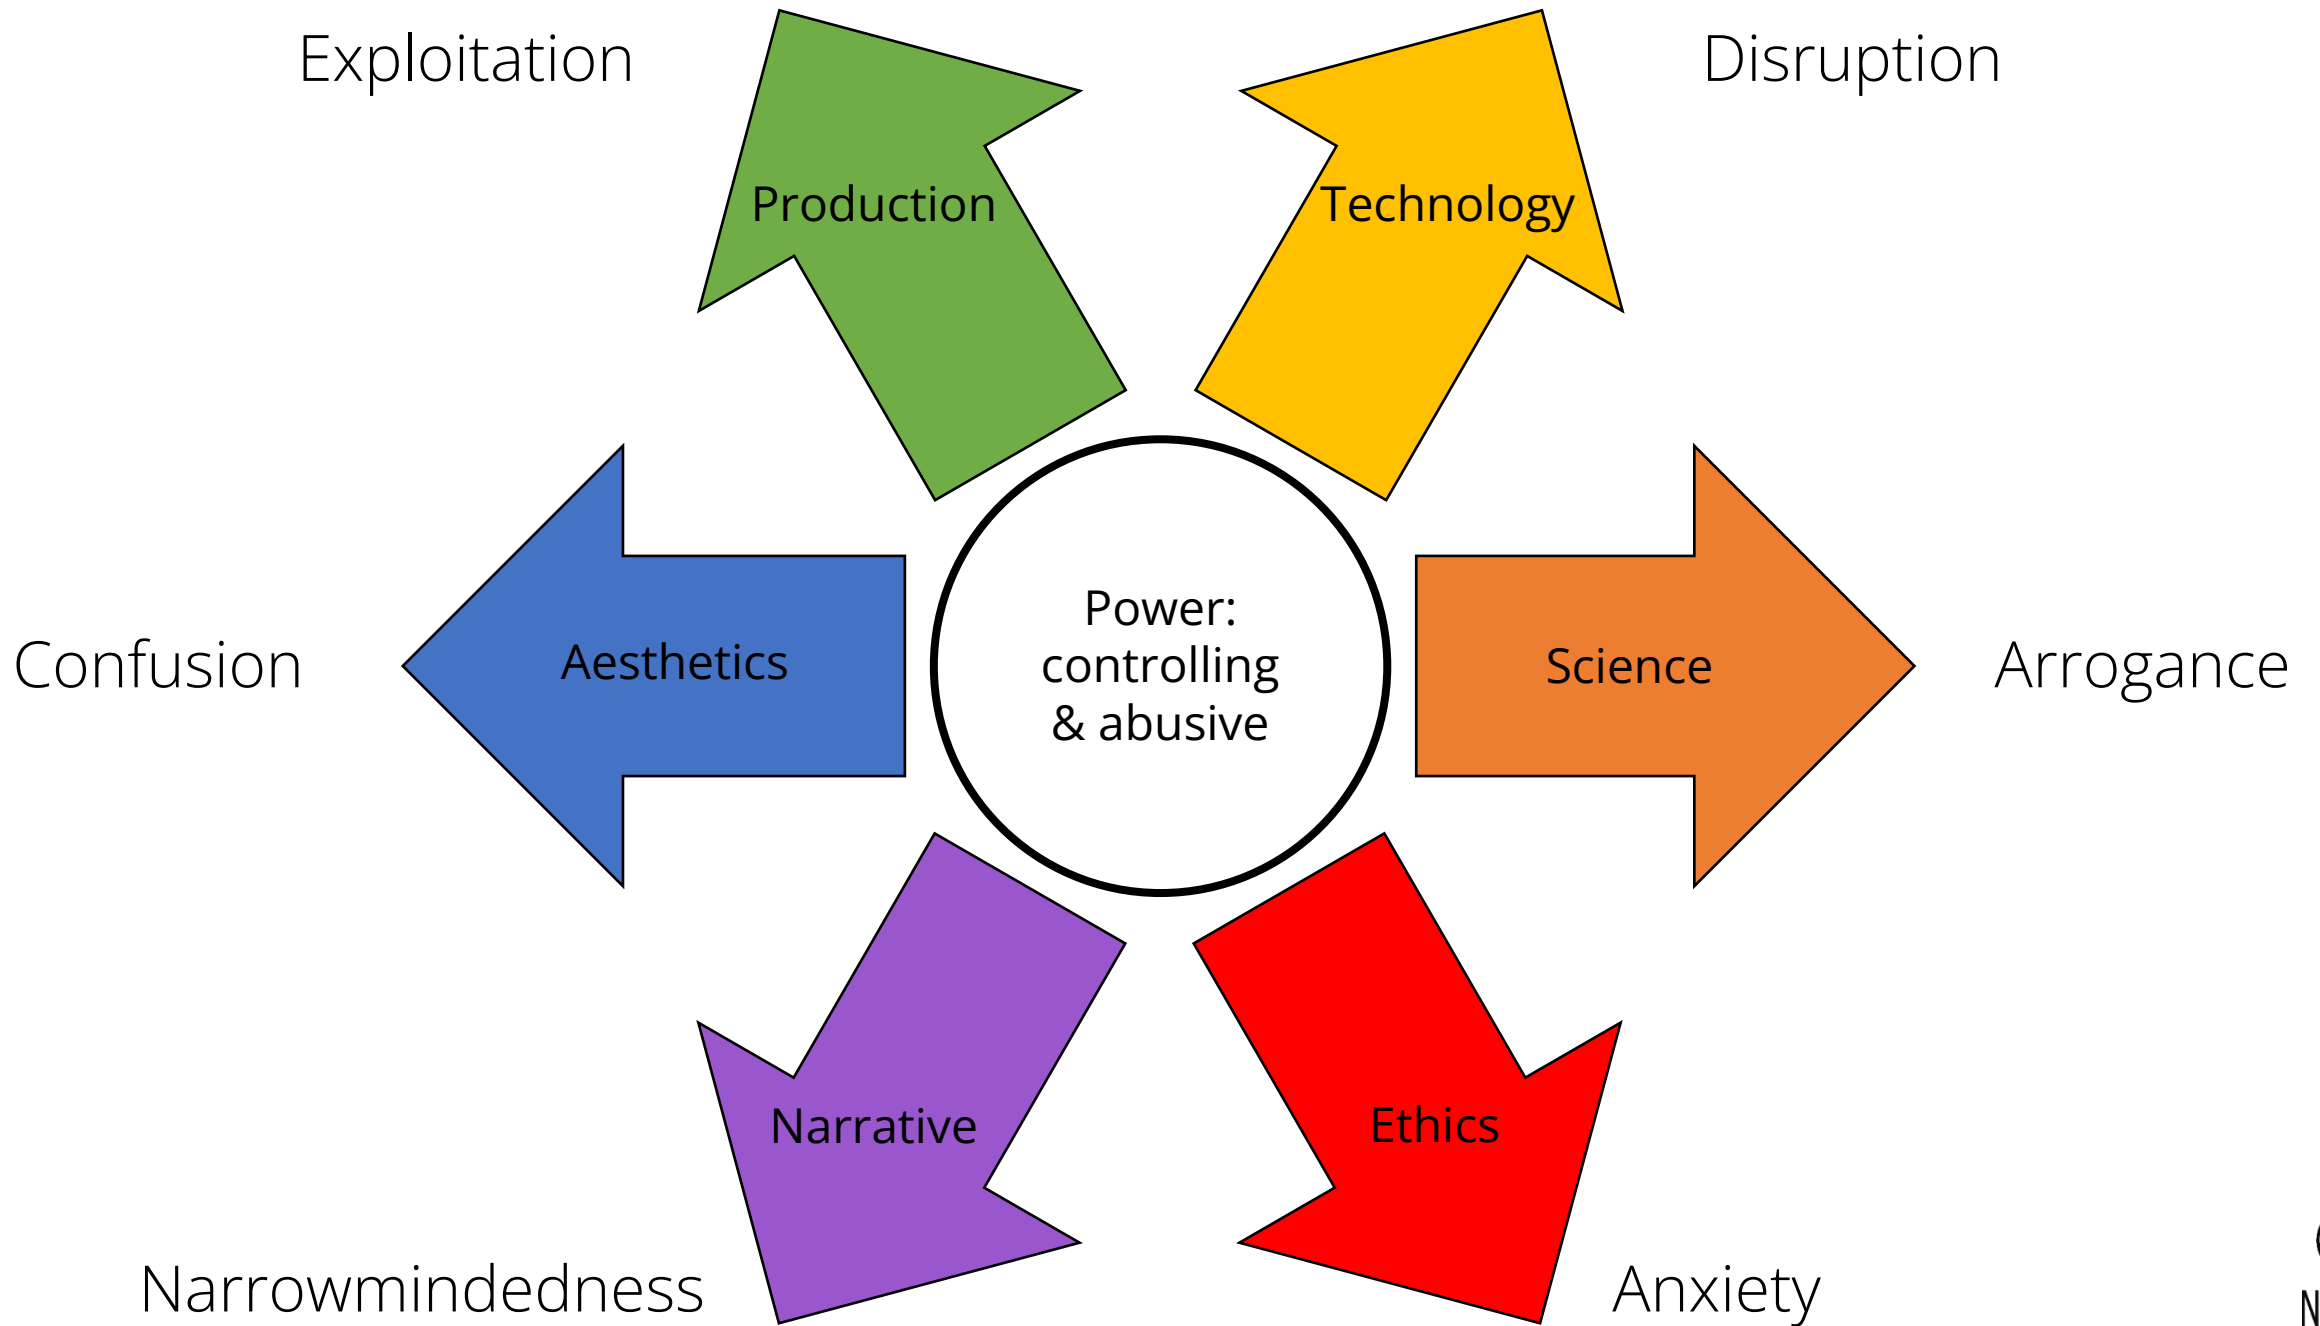 Exploitation
Disruption
Production
Technology
Power:
controlling
& abusive
Confusion
Aesthetics
Science
Arrogance
Narrative
Ethics
Narrowmindedness
Anxiety